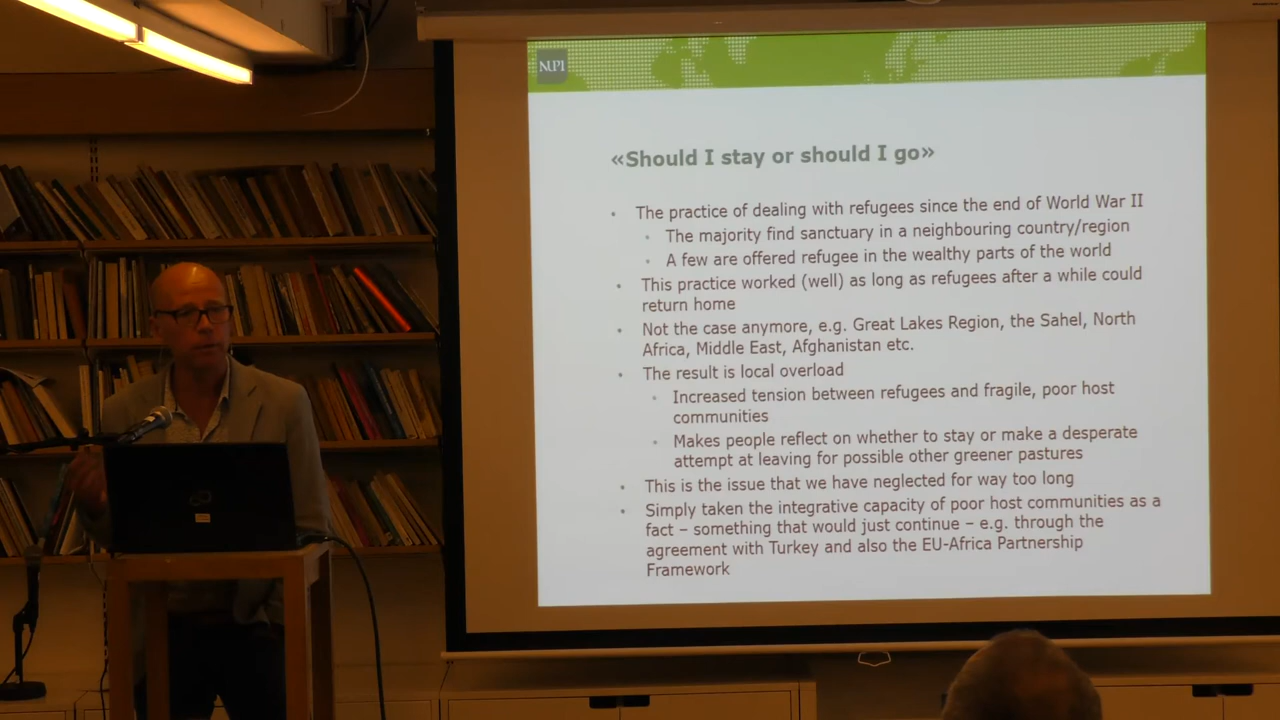 NUPI
«Should I stay or should I go»
• The practice of dealing with refugees since the end of World War II
• The majority find sanctuary in a neighbouring country/region
• A few are offered refugee in the wealthy parts of the world
• This practice worked (well) as long as refugees after a while could
return home
• Not the case anymore, e.g. Great Lakes Region, the Sahel, North
Africa, Middle East, Afghanistan etc.
• The result is local overload
• Increased tension between refugees and fragile, poor host
communities
• Makes people reflect on whether to stay or make a desperate
attempt at leaving for possible other greener pastures
• This is the issue that we have neglected for way too long
• Simply taken the integrative capacity of poor host communities as a
fact – something that would just continue – e.g. through the
agreement with Turkey and also the EU-Africa Partnership
Framework